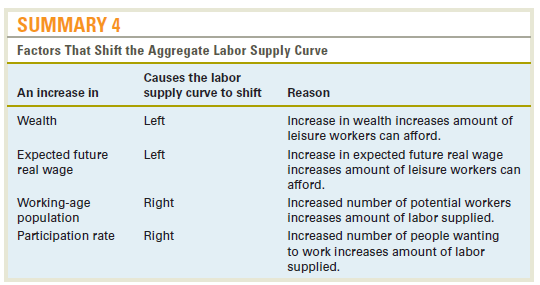 SUMMARY 4
Factors That Shift the Aggregate Labor Supply Curve
An increase in
Causes the labor
supply curve to shift
Reason
Wealth
Left
Increase in wealth increases amount of
leisure workers can afford.
Expected future
real wage
Left
Increase in expected future real wage
increases amount of leisure workers can
afford.
Working-age
population
Right
Increased number of potential workers
increases amount of labor supplied.
Participation rate
Right
Increased number of people wanting
to work increases amount of labor
supplied.